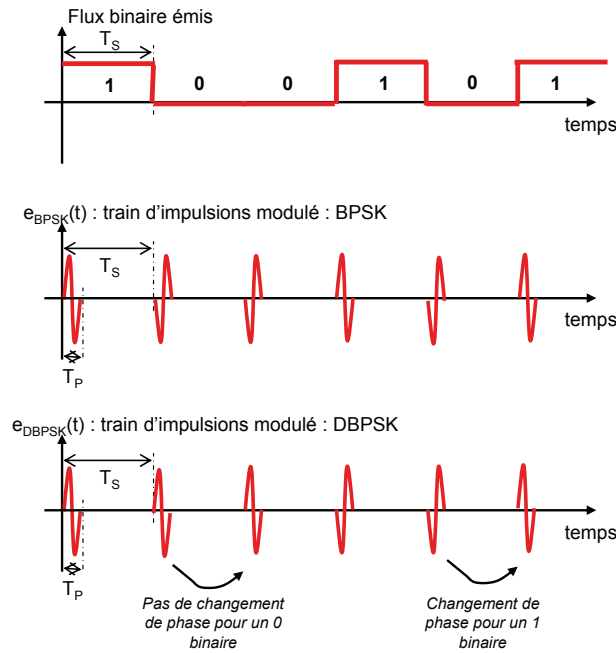 Flux binaire émis
T_S
1 0 0 1 0 1
temps
e_BPSK(t) : train d'impulsions modulé : BPSK
T_S
temps
T_P
e_DBPSK(t) : train d'impulsions modulé : DBPSK
T_S
temps
T_P
Pas de changement
de phase pour un 0
binaire
Changement de
phase pour un 1
binaire